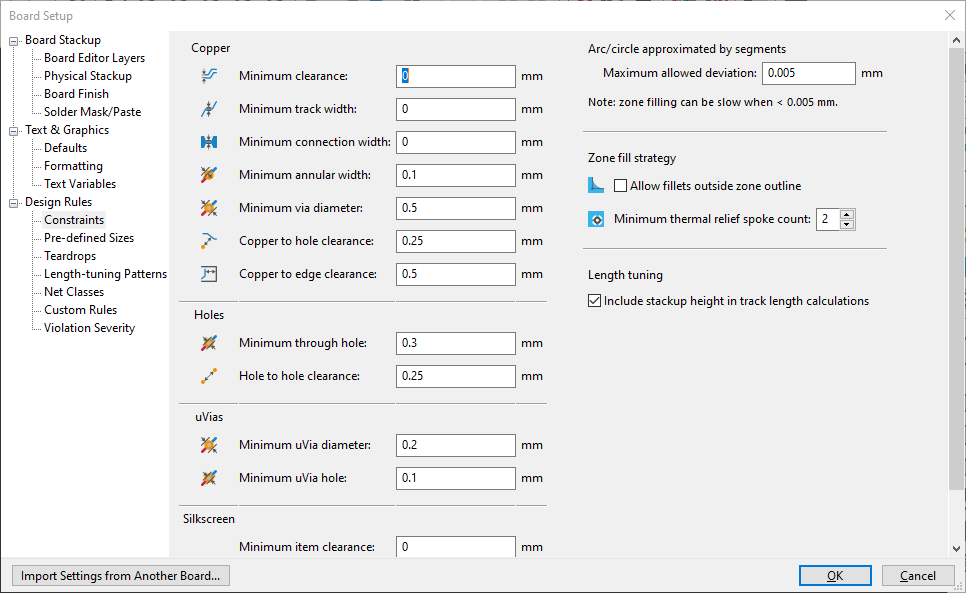 Board Setup
Board Stackup
Board Editor Layers
Physical Stackup
Board Finish
Solder Mask/Paste
Text & Graphics
Defaults
Formatting
Text Variables
Design Rules
Constraints
Pre-defined Sizes
Teardrops
Length-tuning Patterns
Net Classes
Custom Rules
Violation Severity
Copper
Minimum clearance: 0 mm
Minimum track width: 0 mm
Minimum connection width: 0 mm
Minimum annular width: 0.1 mm
Minimum via diameter: 0.5 mm
Copper to hole clearance: 0.25 mm
Copper to edge clearance: 0.5 mm
Holes
Minimum through hole: 0.3 mm
Hole to hole clearance: 0.25 mm
uVias
Minimum uVia diameter: 0.2 mm
Minimum uVia hole: 0.1 mm
Silkscreen
Minimum item clearance: 0 mm
Arc/circle approximated by segments
Maximum allowed deviation: 0.005 mm
Note: zone filling can be slow when < 0.005 mm.
Zone fill strategy
Allow fillets outside zone outline
Minimum thermal relief spoke count: 2
Length tuning
Include stackup height in track length calculations
Import Settings from Another Board...
OK
Cancel